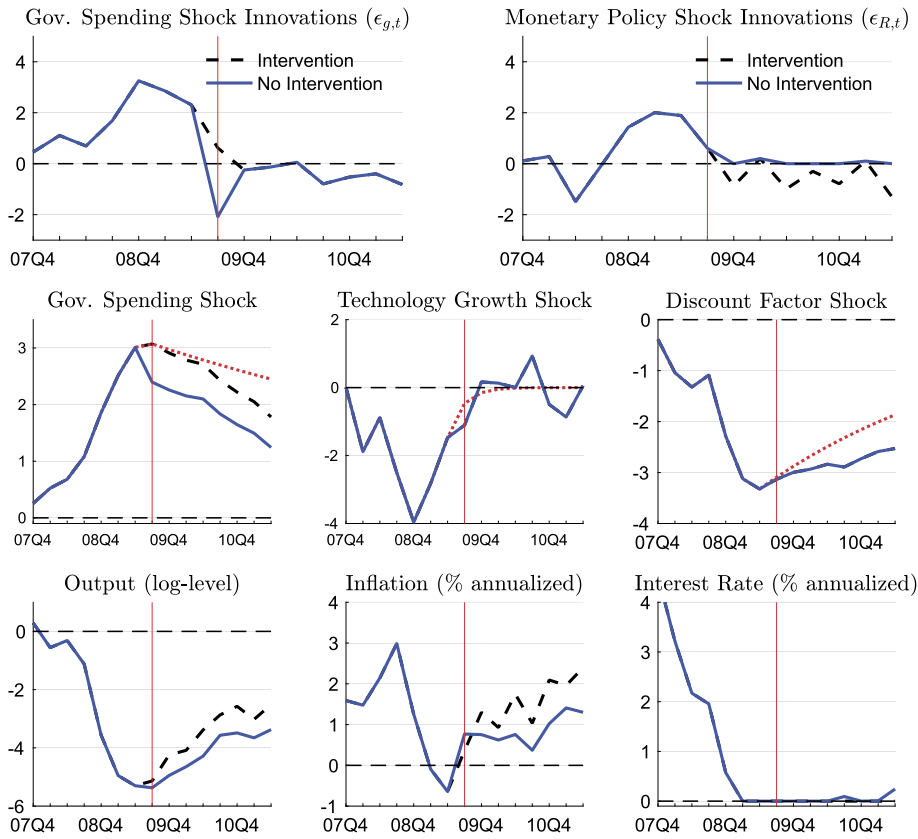 Gov. Spending Shock Innovations (ϵg,t)
Monetary Policy Shock Innovations (ϵR,t)
4
2
0
-2
Intervention
No Intervention
07Q4 08Q4 09Q4 10Q4
4
2
0
-2
Intervention
No Intervention
07Q4 08Q4 09Q4 10Q4
Gov. Spending Shock
3
2
1
0
07Q4 08Q4 09Q4 10Q4
Technology Growth Shock
2
0
-2
-4
07Q4 08Q4 09Q4 10Q4
Discount Factor Shock
0
-1
-2
-3
-4
07Q4 08Q4 09Q4 10Q4
Output (log-level)
0
-2
-4
-6
07Q4 08Q4 09Q4 10Q4
Inflation (% annualized)
4
3
2
1
0
-1
07Q4 08Q4 09Q4 10Q4
Interest Rate (% annualized)
4
3
2
1
0
07Q4 08Q4 09Q4 10Q4